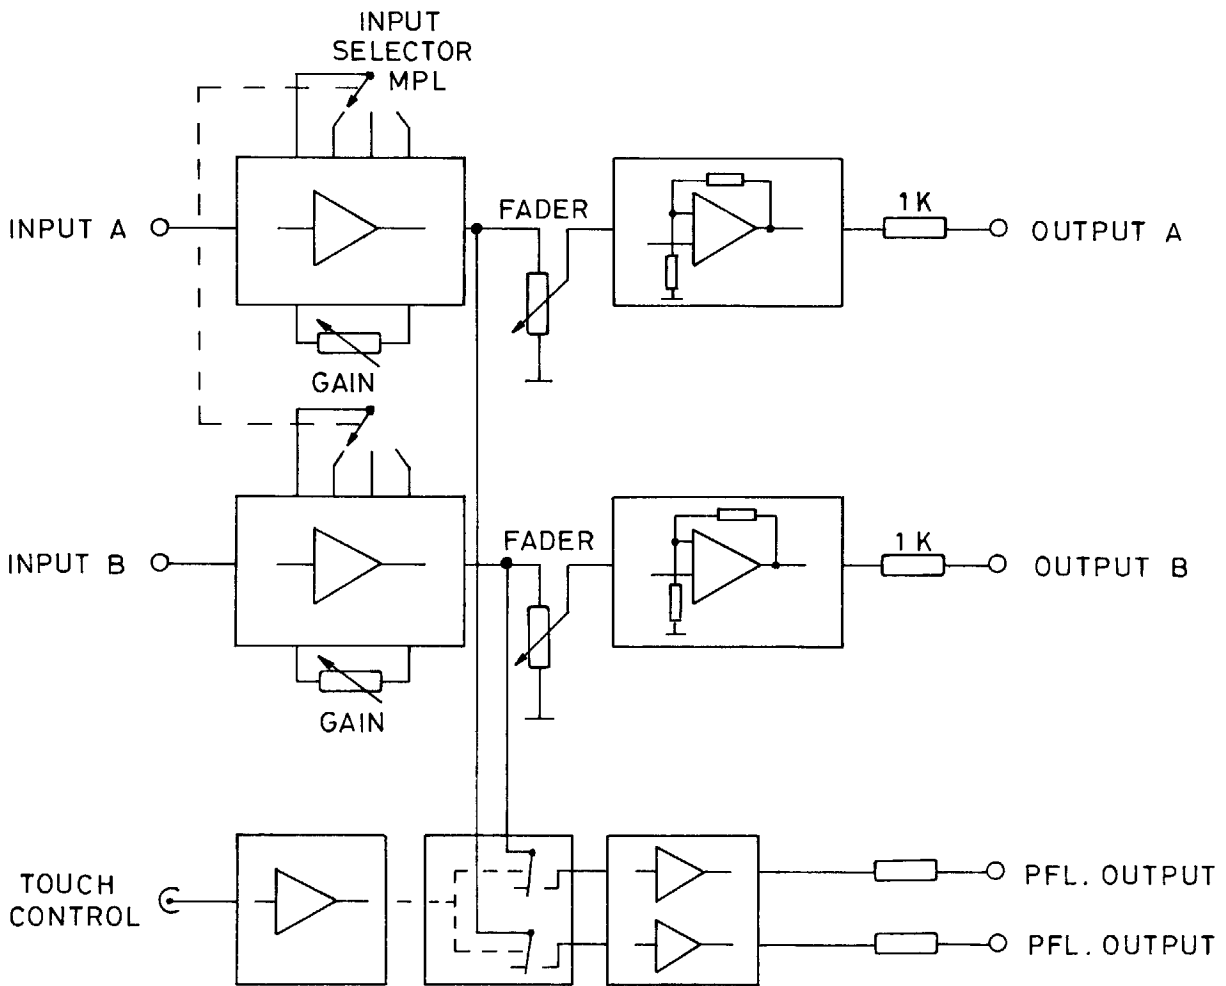 INPUT
SELECTOR
MPL
INPUT A
FADER
1K
OUTPUT A
GAIN
INPUT B
FADER
1K
OUTPUT B
GAIN
TOUCH
CONTROL
PFL. OUTPUT
PFL. OUTPUT